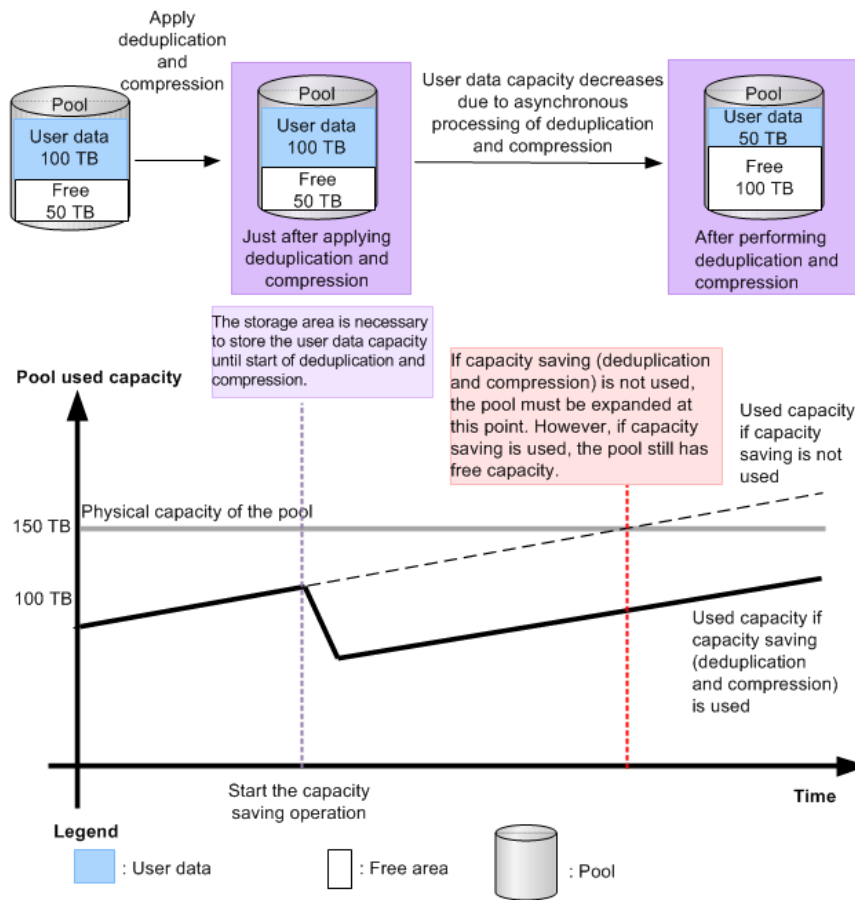 Apply
deduplication
and
compression
Pool
User data
100 TB
Free
50 TB
Pool
User data
100 TB
Free
50 TB
Just after applying
deduplication and
compression
User data capacity decreases
due to asynchronous
processing of deduplication
and compression
Pool
User data
50 TB
Free
100 TB
After performing
deduplication and
compression
The storage area is necessary
to store the user data capacity
until start of deduplication and
compression.
If capacity saving (deduplication
and compression) is not used,
the pool must be expanded at
this point. However, if capacity
saving is used, the pool still has
free capacity.
Pool used capacity
Used capacity
if capacity
saving is not
used
Physical capacity of the pool
150 TB
100 TB
Used capacity if
capacity saving
(deduplication
and compression)
is used
Start the capacity
saving operation
Time
Legend
: User data
: Free area
: Pool